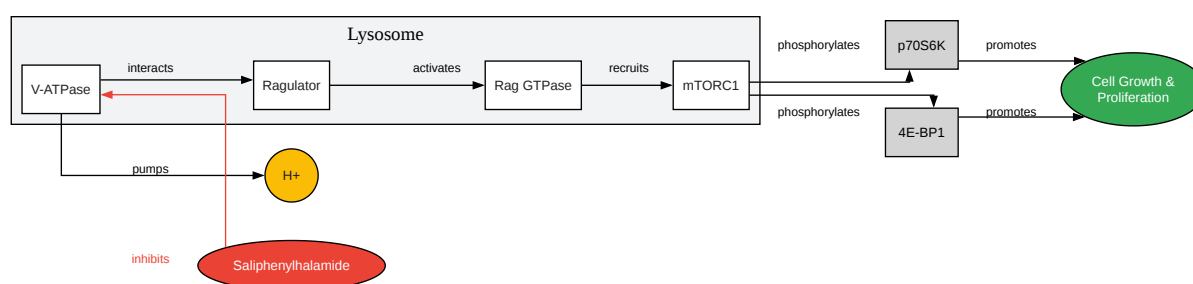 Lysosome
V-ATPase
interacts
Ragulator
activates
Rag GTPase
recruits
mTORC1
phosphorylates
p70S6K
promotes
phosphorylates
4E-BP1
promotes
Cell Growth &
Proliferation
pumps
H+
inhibits
Saliphenylhalamide